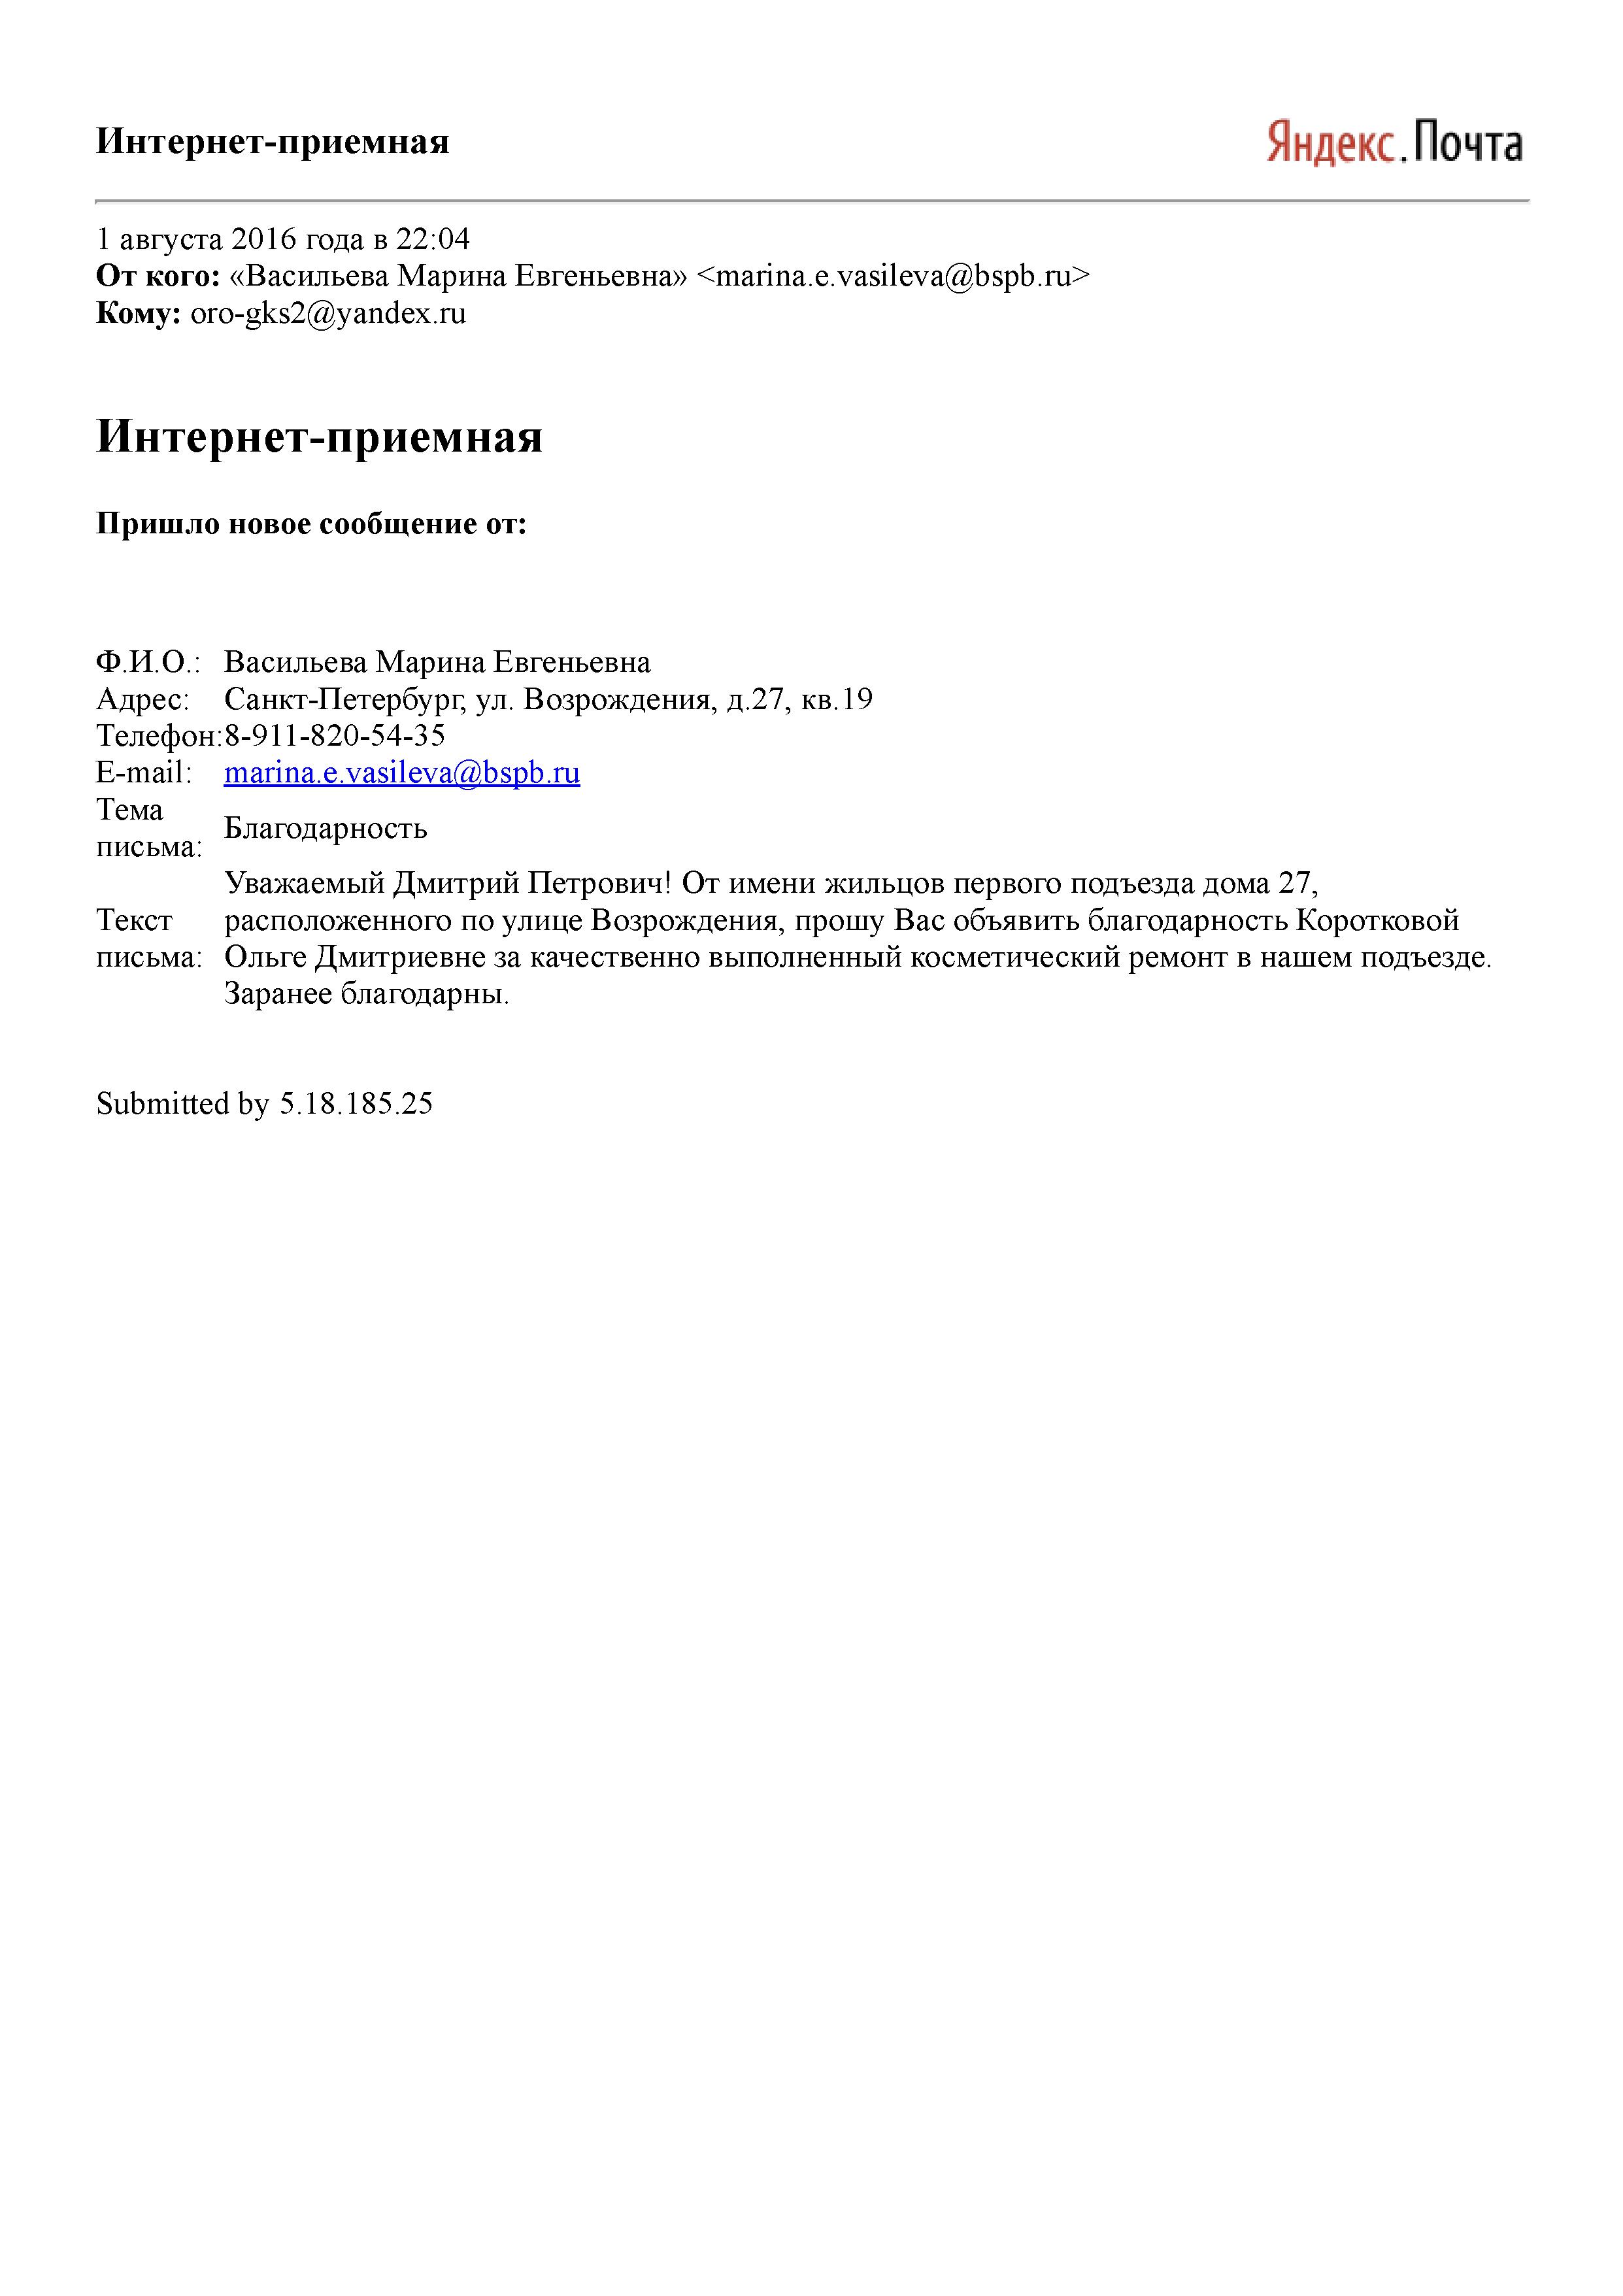 Интернет-приемная
Яндекс.Почта
1 августа 2016 года в 22:04
От кого: «Васильева Марина Евгеньевна» <marina.e.vasileva@bspb.ru>
Кому: oro-gks2@yandex.ru
Интернет-приемная
Пришло новое сообщение от:
Ф.И.О.: Васильева Марина Евгеньевна
Адрес: Санкт-Петербург, ул. Возрождения, д.27, кв.19
Телефон:8-911-820-54-35
E-mail: marina.e.vasileva@bspb.ru
Тема
письма: Благодарность
Уважаемый Дмитрий Петрович! От имени жильцов первого подъезда дома 27,
Текст расположенного по улице Возрождения, прошу Вас объявить благодарность Коротковой
письма: Ольге Дмитриевне за качественно выполненный косметический ремонт в нашем подъезде.
Заранее благодарны.
Submitted by 5.18.185.25